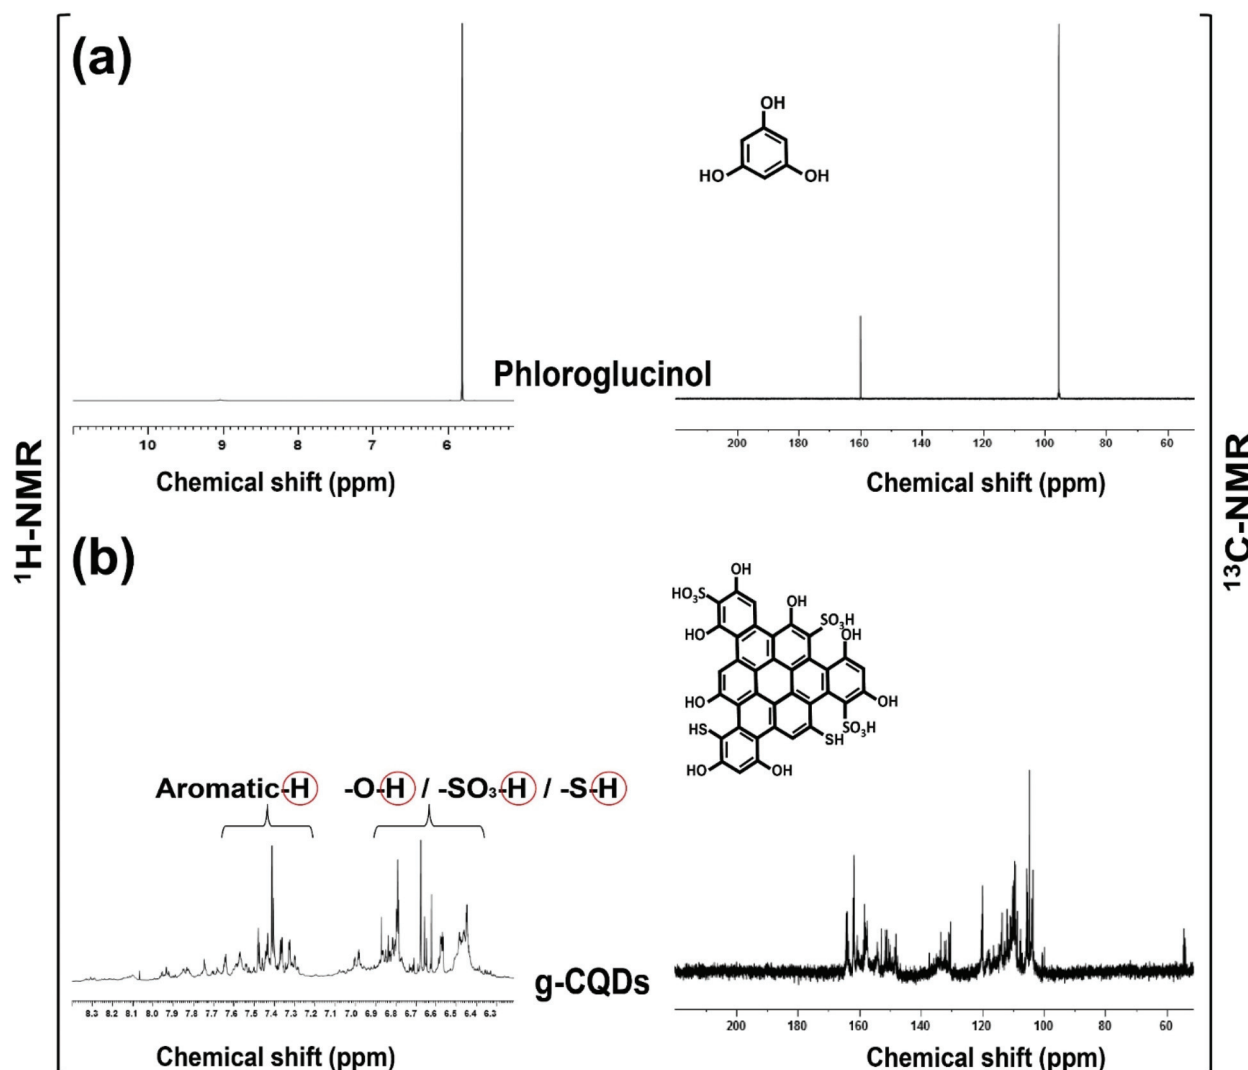 (a)
OH
HO
OH
Phloroglucinol
10 9 8 7 6
Chemical shift (ppm)
200 180 160 140 120 100 80 60
Chemical shift (ppm)
¹H-NMR
¹³C-NMR
(b)
OH
HO₃S
OH
SO₃H
HO
OH
HO
OH
HS
SO₃H
SH
HO
OH
Aromatic-H
-O-H / -SO₃-H / -S-H
g-CQDs
8.3 8.2 8.1 8.0 7.9 7.8 7.7 7.6 7.5 7.4 7.3 7.2 7.1 7.0 6.9 6.8 6.7 6.6 6.5 6.4 6.3
Chemical shift (ppm)
200 180 160 140 120 100 80 60
Chemical shift (ppm)